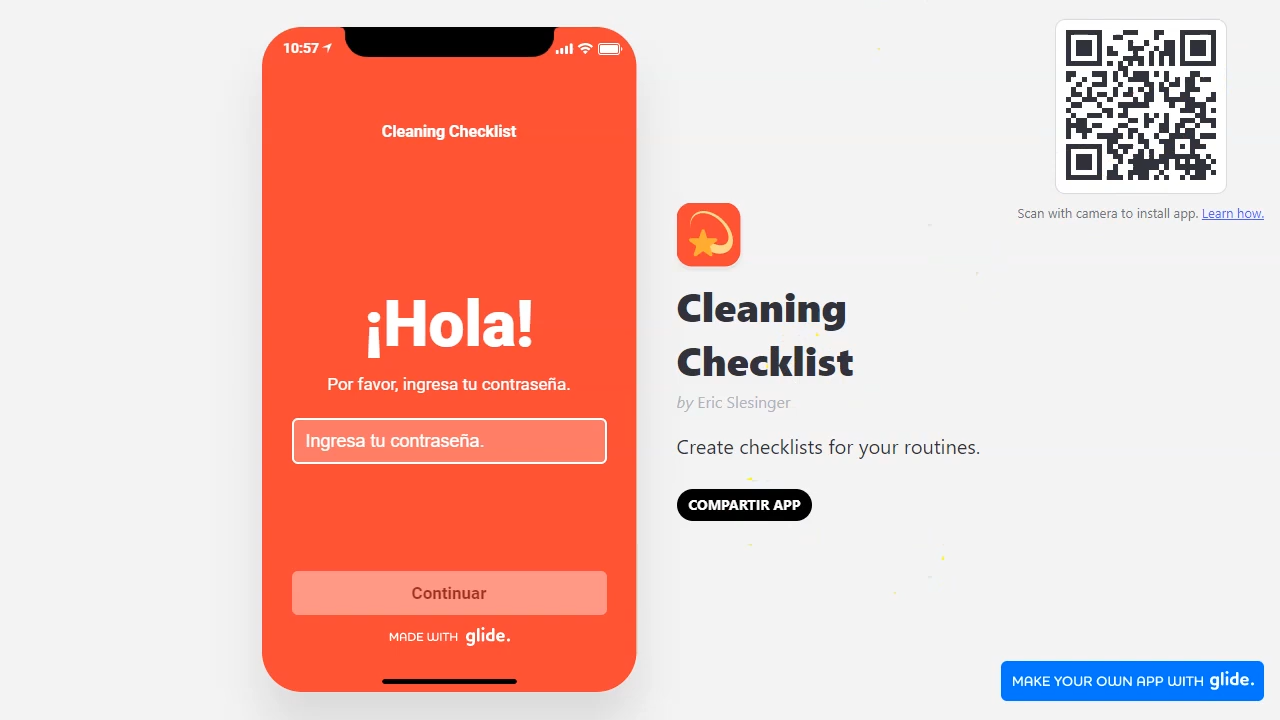 10:57
Cleaning Checklist
¡Hola!
Por favor, ingresa tu contraseña.
Ingresa tu contraseña.
Continuar
MADE WITH glide.
Cleaning
Checklist
by Eric Slesinger
Create checklists for your routines.
COMPARTIR APP
Scan with camera to install app. Learn how.
MAKE YOUR OWN APP WITH glide.